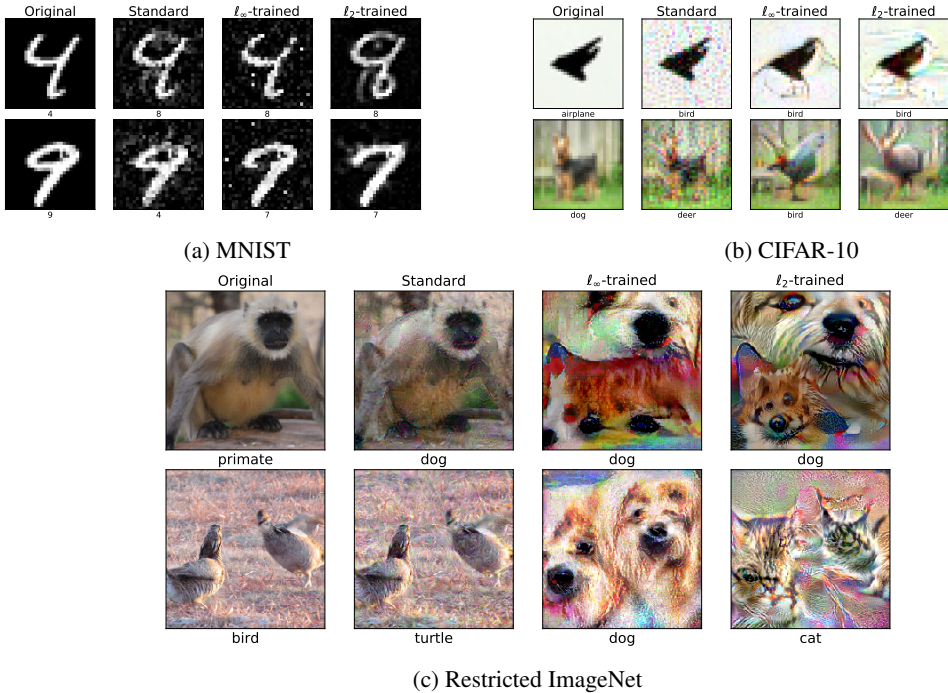 Original Standard ℓ∞-trained ℓ2-trained
4 8 8 8
9 4 7 7
(a) MNIST
Original Standard ℓ∞-trained ℓ2-trained
airplane bird bird bird
dog deer bird deer
(b) CIFAR-10
Original Standard ℓ∞-trained ℓ2-trained
primate dog dog dog
bird turtle dog cat
(c) Restricted ImageNet